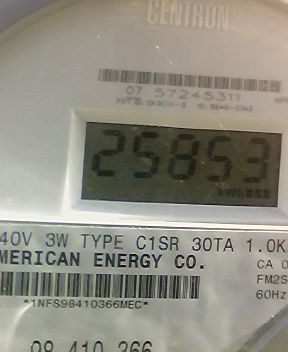 CENTRON
07 57245311
25853
kWh
40V 3W TYPE C1SR 30TA 1.0K
MERICAN ENERGY CO.
CA 0
FM2S
60Hz
*1NFS98410366MEC*
98 410 366